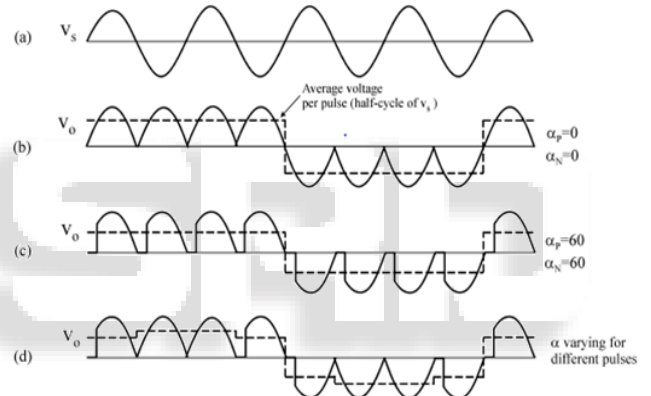 (a)
Vs
Average voltage
per pulse (half-cycle of vs)
(b)
Vo
αP=0
αN=0
(c)
Vo
αP=60
αN=60
(d)
Vo
α varying for
different pulses